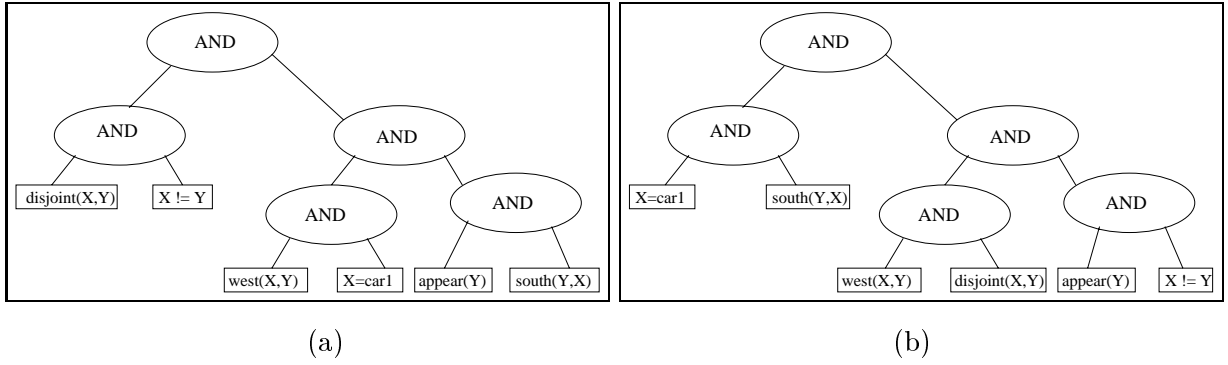 AND
AND
AND
disjoint(X,Y)
X != Y
AND
AND
west(X,Y)
X=car1
appear(Y)
south(Y,X)
(a)
AND
AND
AND
X=car1
south(Y,X)
AND
AND
west(X,Y)
disjoint(X,Y)
appear(Y)
X != Y
(b)